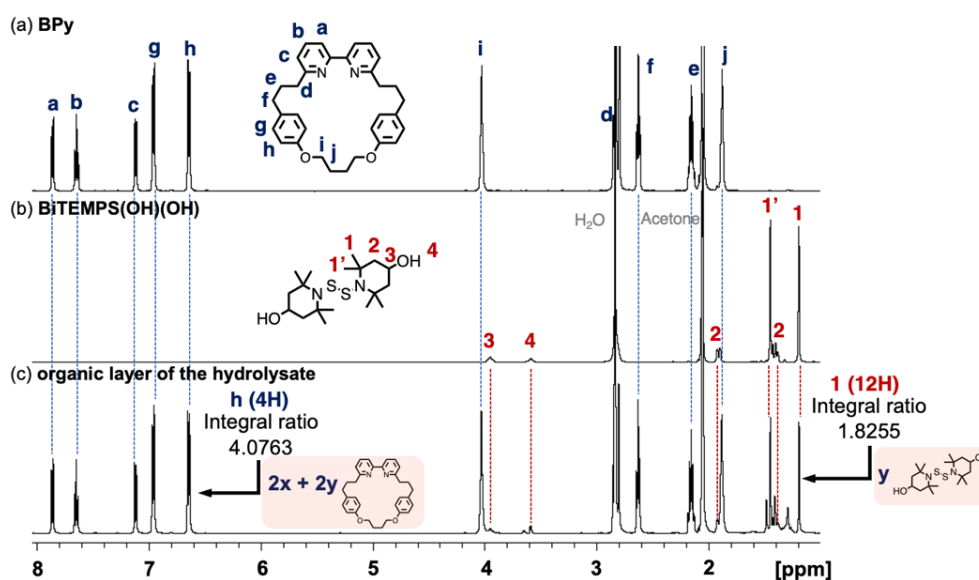 (a) BPy
a
b
c
g
h
b a
c
N N
e
d
f
g
h
i
j
O O
i
d
f
e
j
(b) BiTEMPS(OH)(OH)
H₂O
Acetone
1 2 3 4
1'
OH
N S
S N
HO
3
4
2
1'
2
1
(c) organic layer of the hydrolysate
h (4H)
Integral ratio
4.0763
2x + 2y
N N
O O
1 (12H)
Integral ratio
1.8255
y
N S
S N
HO
8 7 6 5 4 3 2 [ppm]